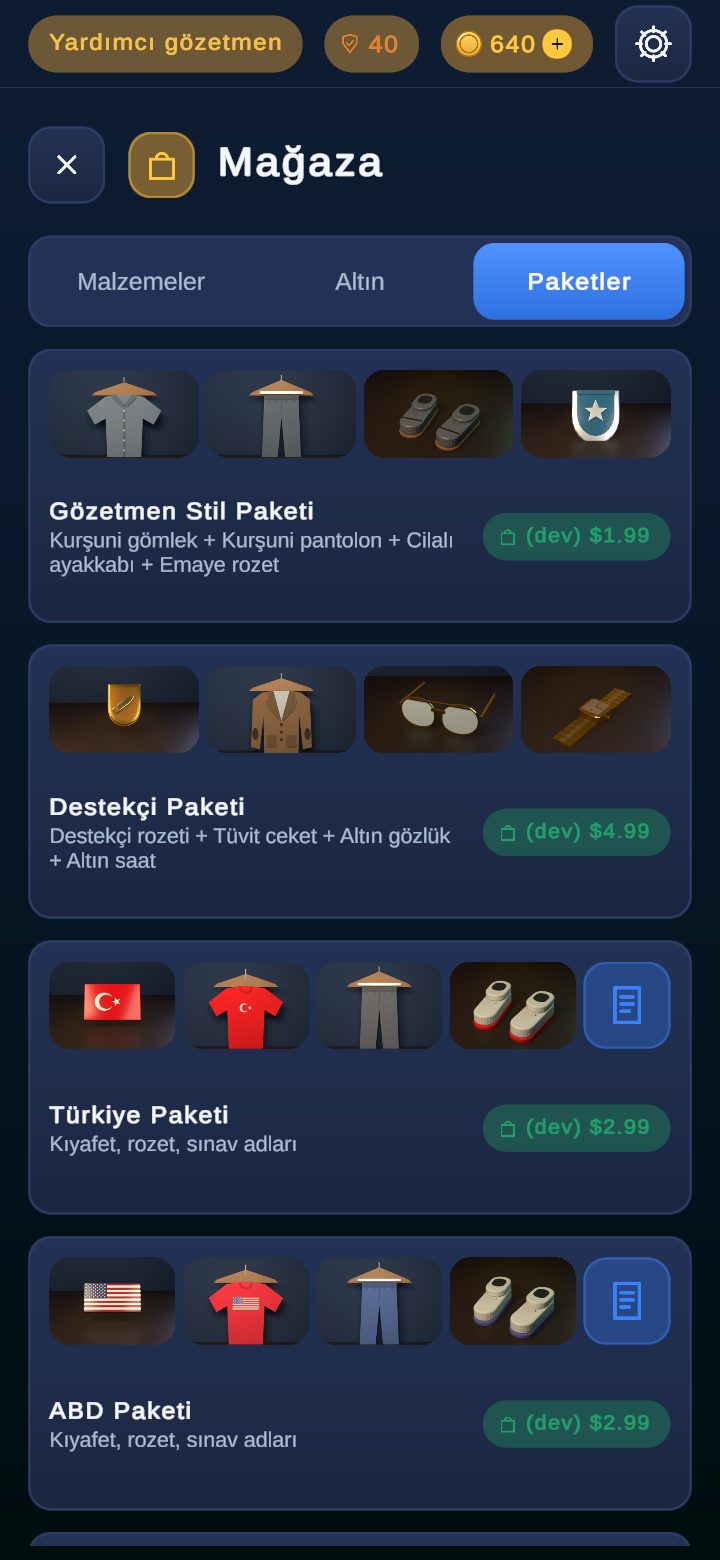 Yardımcı gözetmen
40
640 +
Mağaza
Malzemeler
Altın
Paketler
Gözetmen Stil Paketi
Kurşuni gömlek + Kurşuni pantolon + Cilalı
ayakkabı + Emaye rozet
(dev) $1.99
Destekçi Paketi
Destekçi rozeti + Tüvit ceket + Altın gözlük
+ Altın saat
(dev) $4.99
Türkiye Paketi
Kıyafet, rozet, sınav adları
(dev) $2.99
ABD Paketi
Kıyafet, rozet, sınav adları
(dev) $2.99